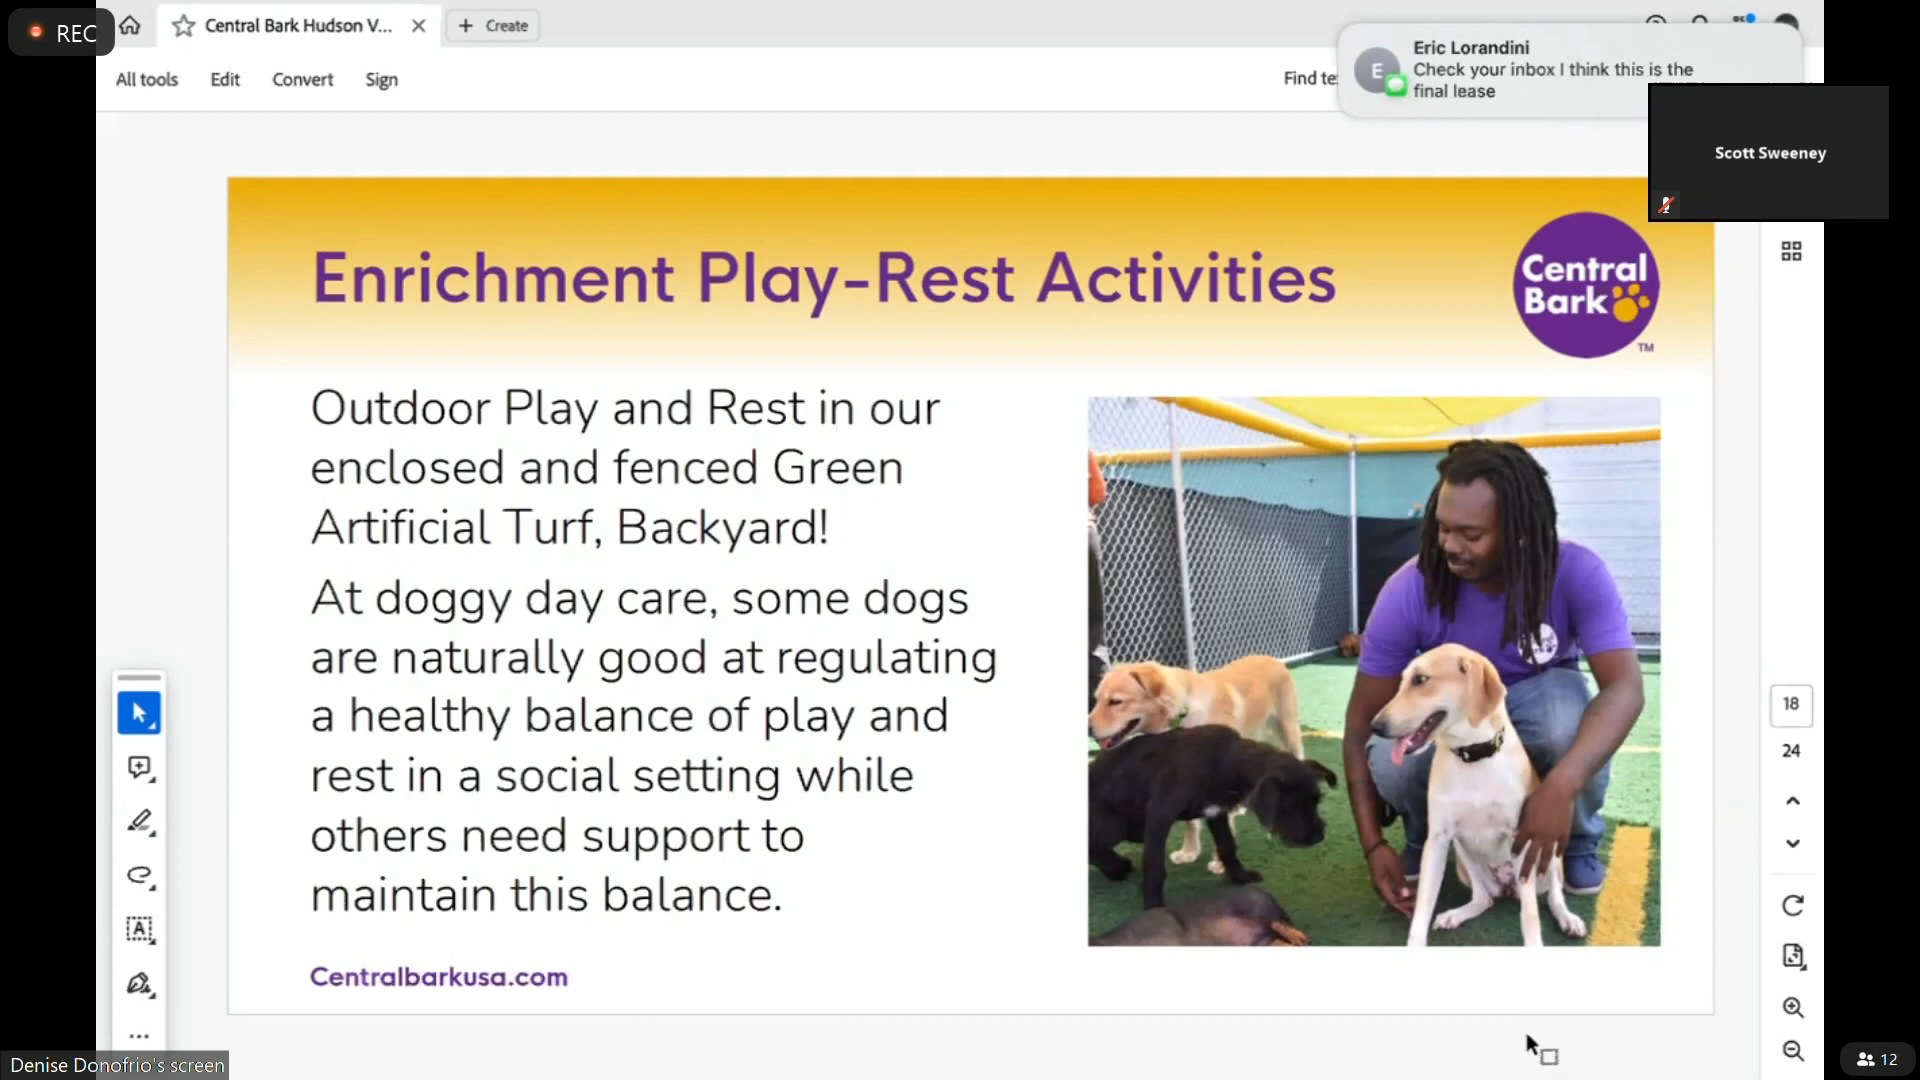 REC
Central Bark Hudson V...
Create
All tools
Edit
Convert
Sign
Find te
Eric Lorandini
E
Check your inbox I think this is the
final lease
Scott Sweeney
Enrichment Play-Rest Activities
Central
Bark
TM
Outdoor Play and Rest in our
enclosed and fenced Green
Artificial Turf, Backyard!
At doggy day care, some dogs
are naturally good at regulating
a healthy balance of play and
rest in a social setting while
others need support to
maintain this balance.
Centralbarkusa.com
18
24
Denise Donofrio's screen
12